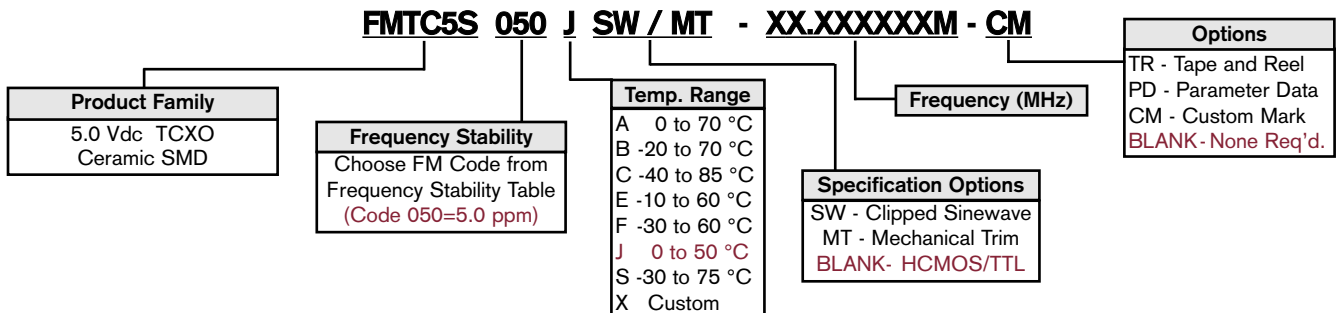 FMTC5S 050 J SW / MT - XX.XXXXXXM - CM
Product Family
5.0 Vdc TCXO
Ceramic SMD
Frequency Stability
Choose FM Code from
Frequency Stability Table
(Code 050=5.0 ppm)
Temp. Range
A 0 to 70 °C
B -20 to 70 °C
C -40 to 85 °C
E -10 to 60 °C
F -30 to 60 °C
J 0 to 50 °C
S -30 to 75 °C
X Custom
Specification Options
SW - Clipped Sinewave
MT - Mechanical Trim
BLANK- HCMOS/TTL
Frequency (MHz)
Options
TR - Tape and Reel
PD - Parameter Data
CM - Custom Mark
BLANK - None Req'd.